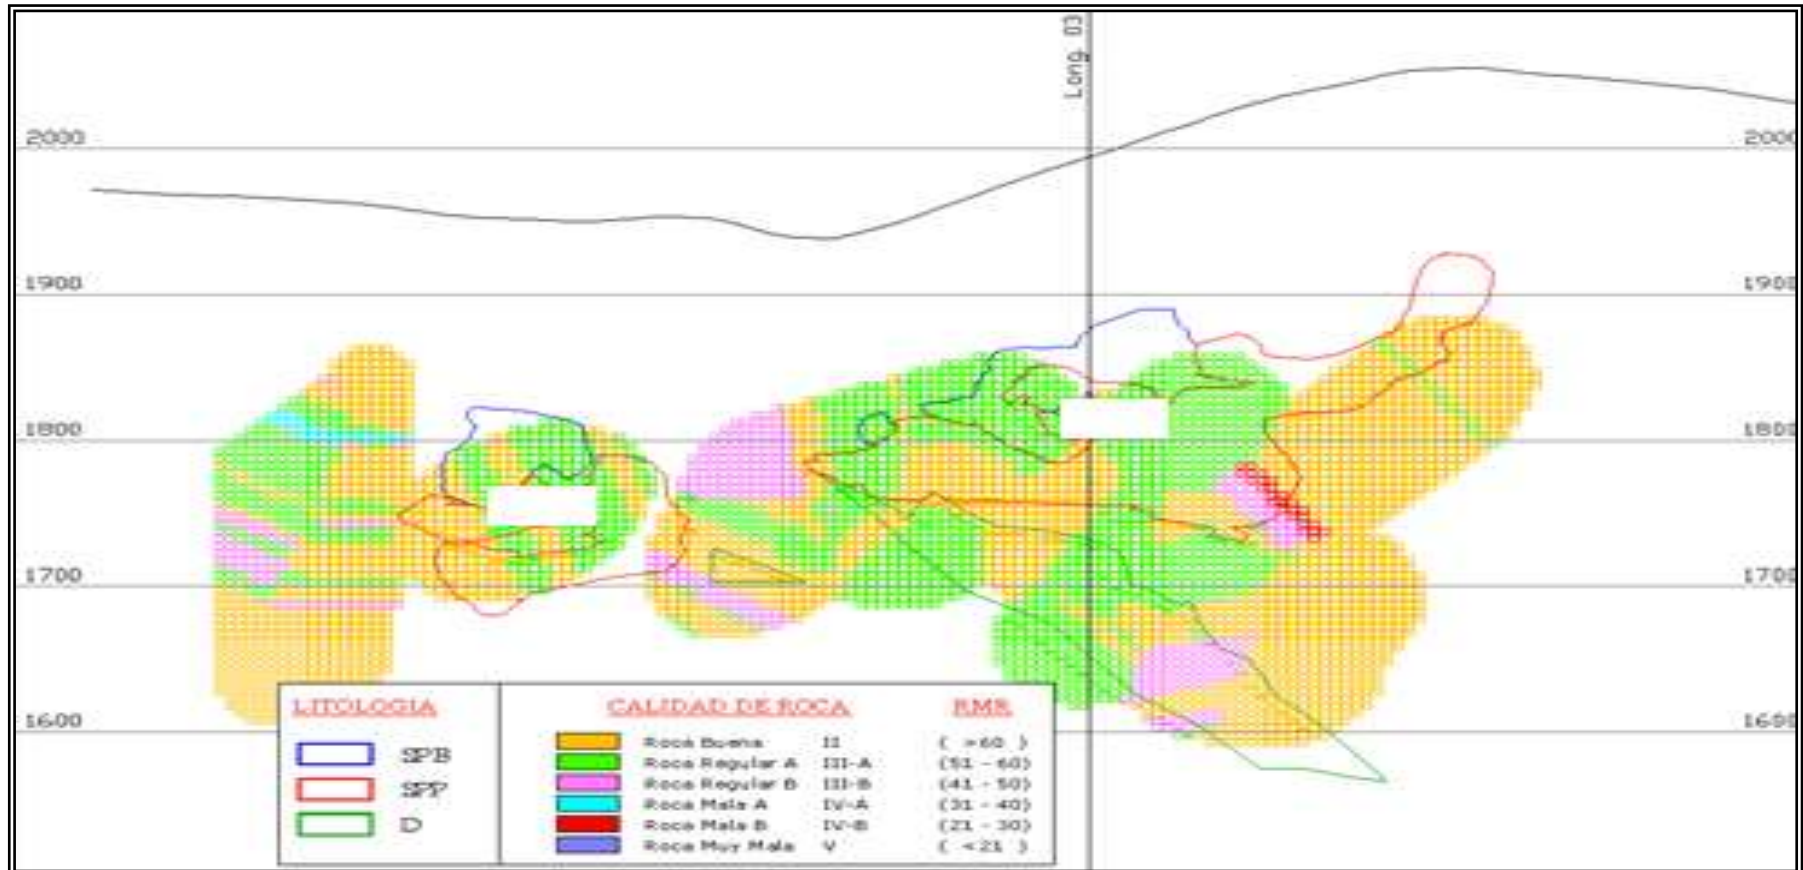 Long 03
2000 2000
1900 1900
1800 1800
1700 1700
1600 1600
LITOLOGIA
SPB
SPP
D
CALIDAD DE ROCA RMR
Roca Buena II ( >60 )
Roca Regular A III-A (51 - 60)
Roca Regular B III-B (41 - 50)
Roca Mala A IV-A (31 - 40)
Roca Mala B IV-B (21 - 30)
Roca Muy Mala V ( <21 )